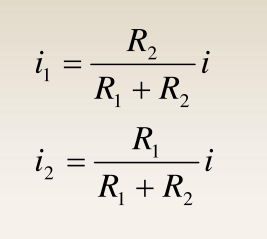 i₁ = R₂ / (R₁ + R₂) i
i₂ = R₁ / (R₁ + R₂) i